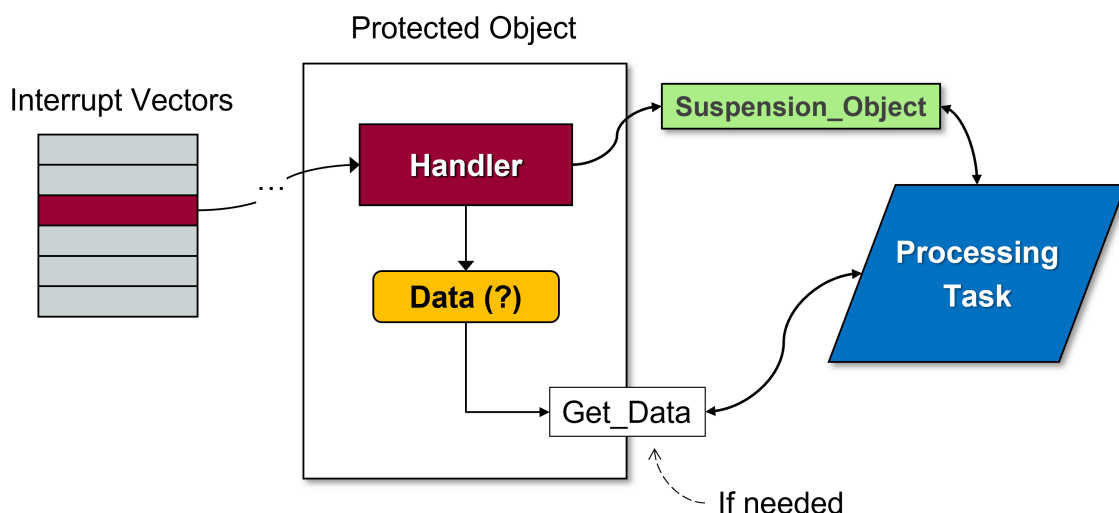 Protected Object
Interrupt Vectors
Suspension_Object
Handler
...
Processing
Task
Data (?)
Get_Data
If needed